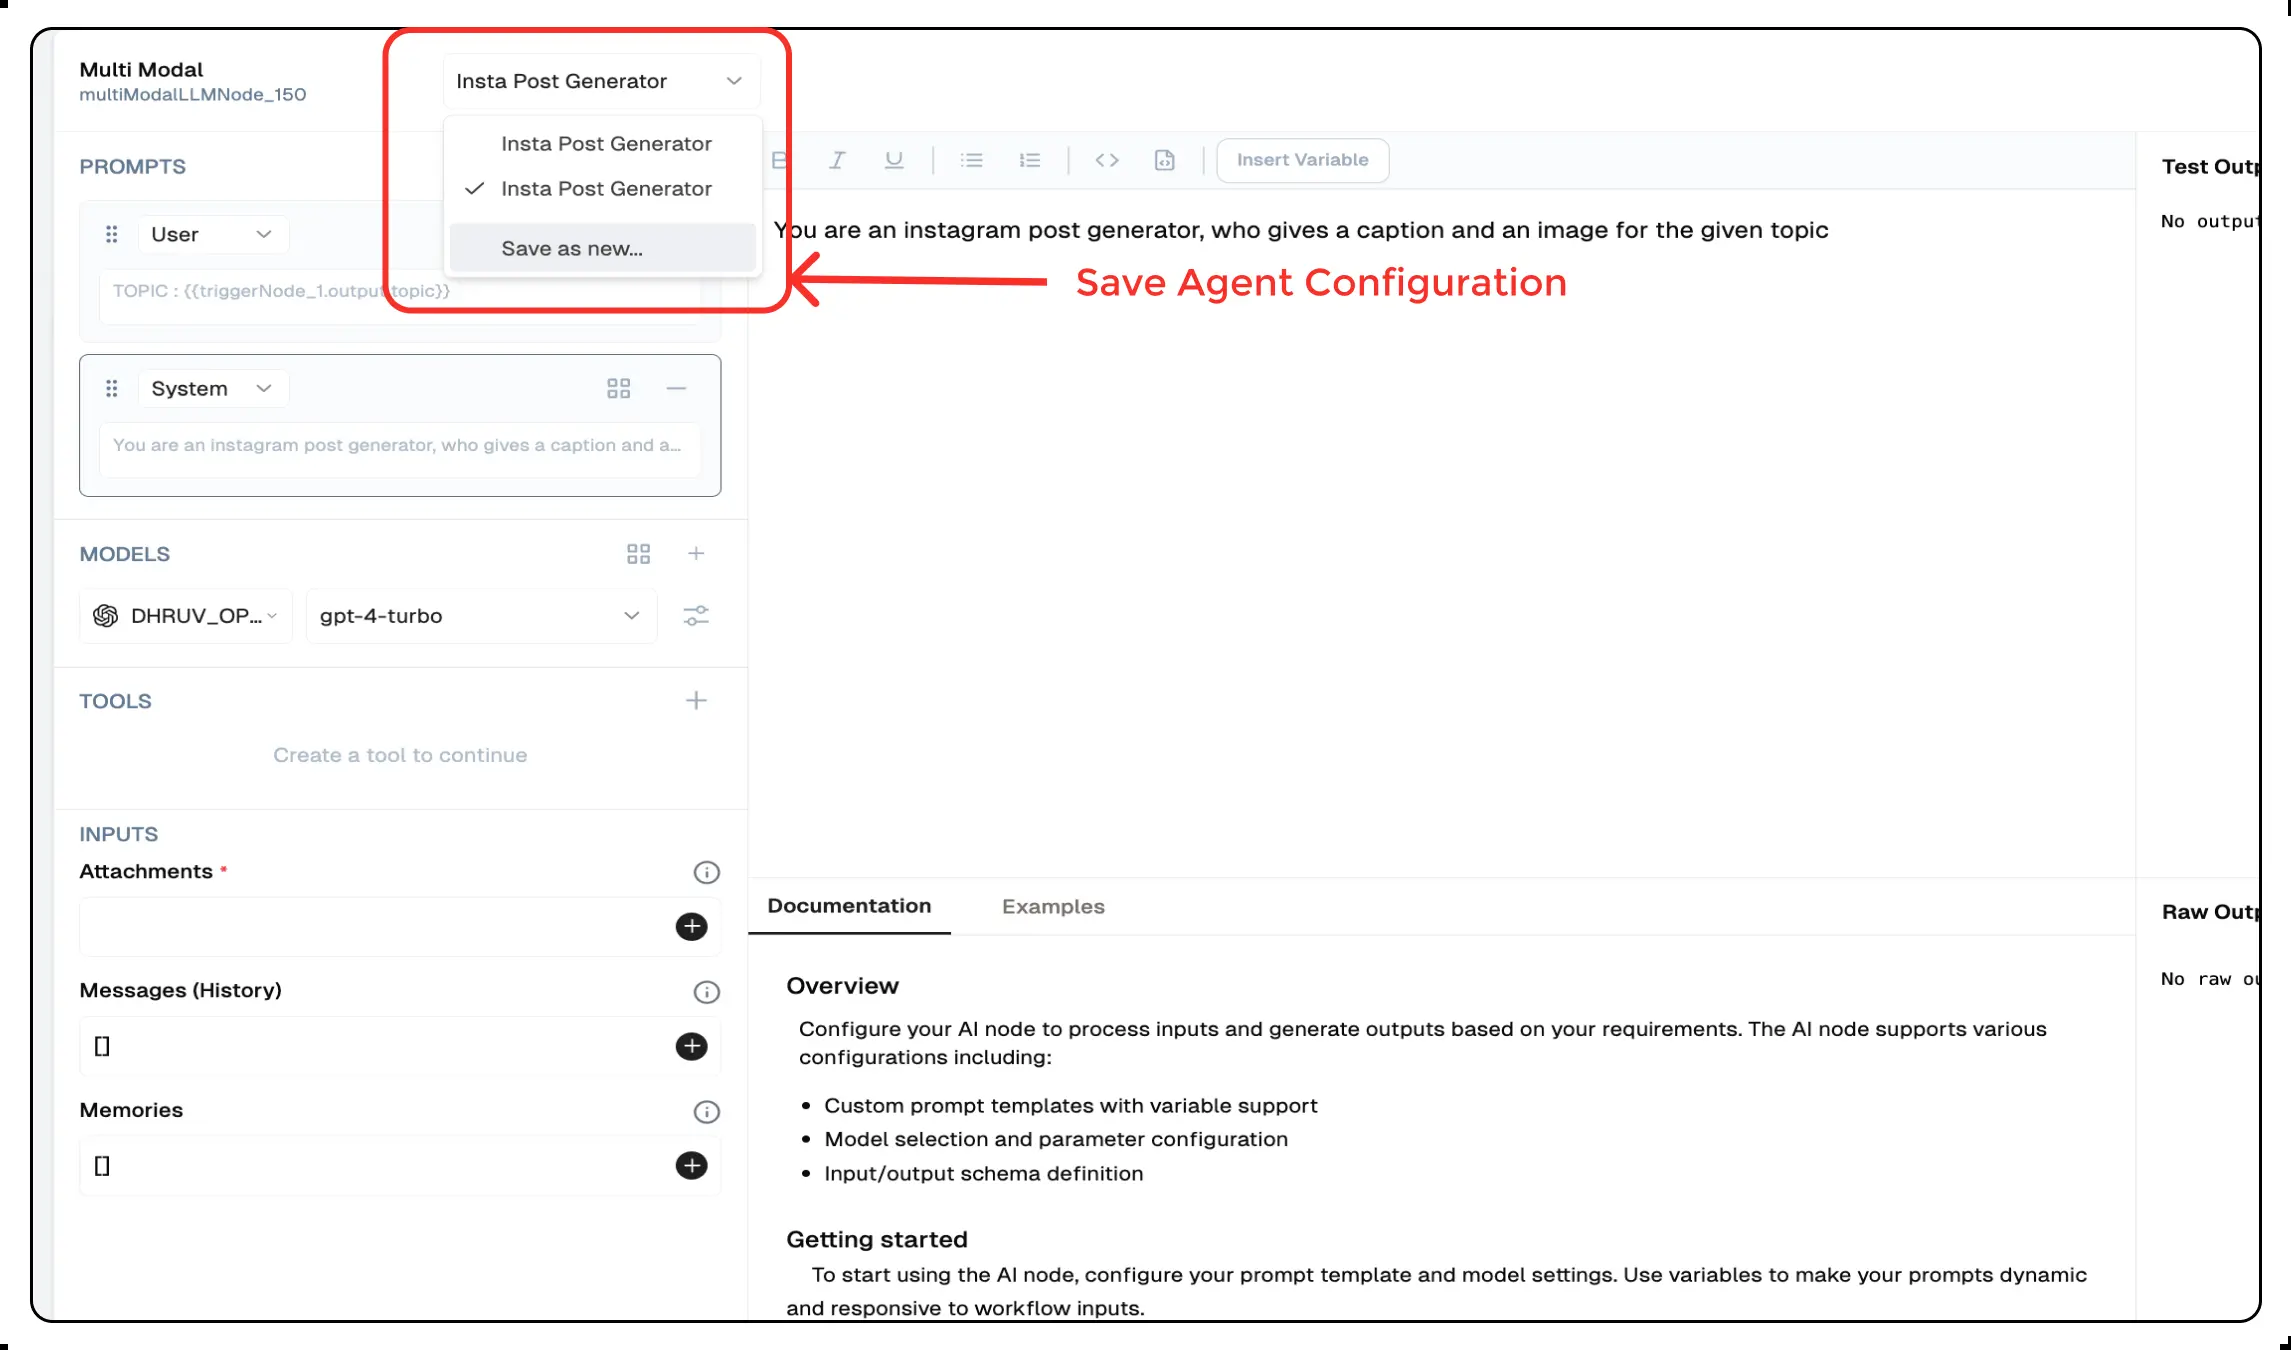 Multi Modal
multiModalLLMNode_150
Insta Post Generator
Insta Post Generator
Insta Post Generator
Save as new...
PROMPTS
User
TOPIC : {{triggerNode_1.output.topic}}
System
You are an instagram post generator, who gives a caption and a...
MODELS
DHRUV_OP...
gpt-4-turbo
TOOLS
Create a tool to continue
INPUTS
Attachments *
Messages (History)
[]
Memories
[]
B I U
Insert Variable
You are an instagram post generator, who gives a caption and an image for the given topic
Save Agent Configuration
Documentation
Examples
Overview
Configure your AI node to process inputs and generate outputs based on your requirements. The AI node supports various
configurations including:
• Custom prompt templates with variable support
• Model selection and parameter configuration
• Input/output schema definition
Getting started
To start using the AI node, configure your prompt template and model settings. Use variables to make your prompts dynamic
and responsive to workflow inputs.
Test Outp
No output
Raw Outp
No raw ou